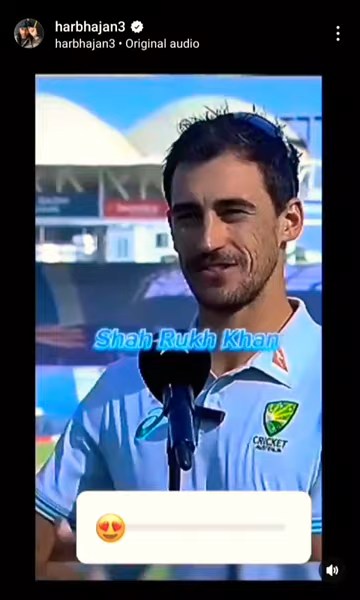 harbhajan3
harbhajan3 • Original audio
Shah Rukh Khan
CRICKET
AUSTRALIA